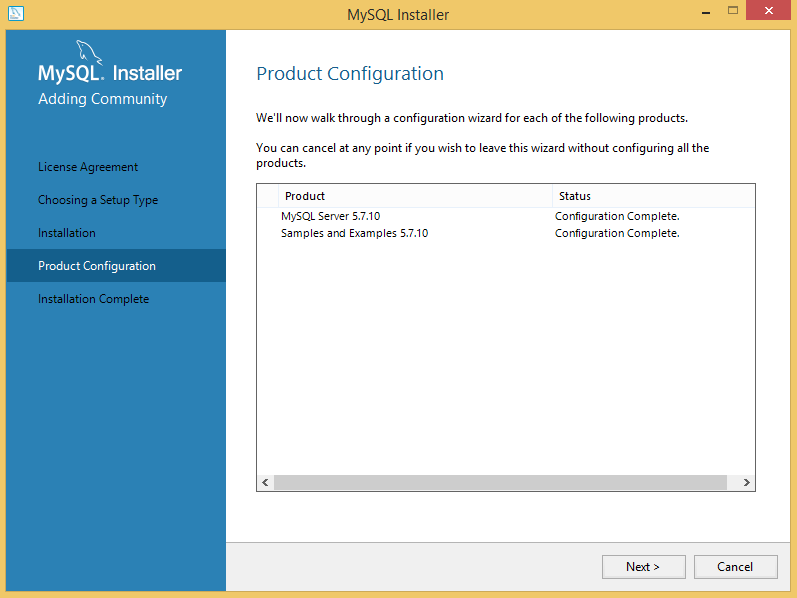 MySQL Installer
MySQL. Installer
Adding Community
License Agreement
Choosing a Setup Type
Installation
Product Configuration
Installation Complete
Product Configuration
We'll now walk through a configuration wizard for each of the following products.
You can cancel at any point if you wish to leave this wizard without configuring all the
products.
Product Status
MySQL Server 5.7.10 Configuration Complete.
Samples and Examples 5.7.10 Configuration Complete.
Next > Cancel